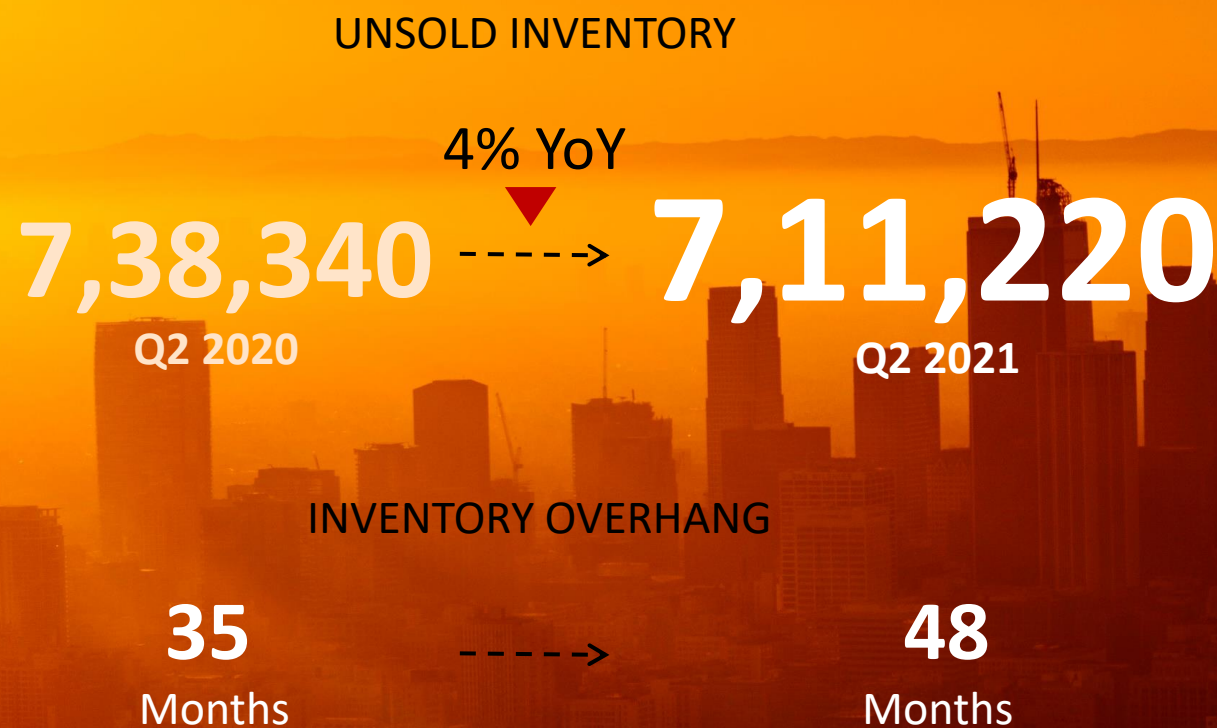 UNSOLD INVENTORY
4% YoY
7,38,340
7,11,220
Q2 2020
Q2 2021
INVENTORY OVERHANG
35
48
Months
Months